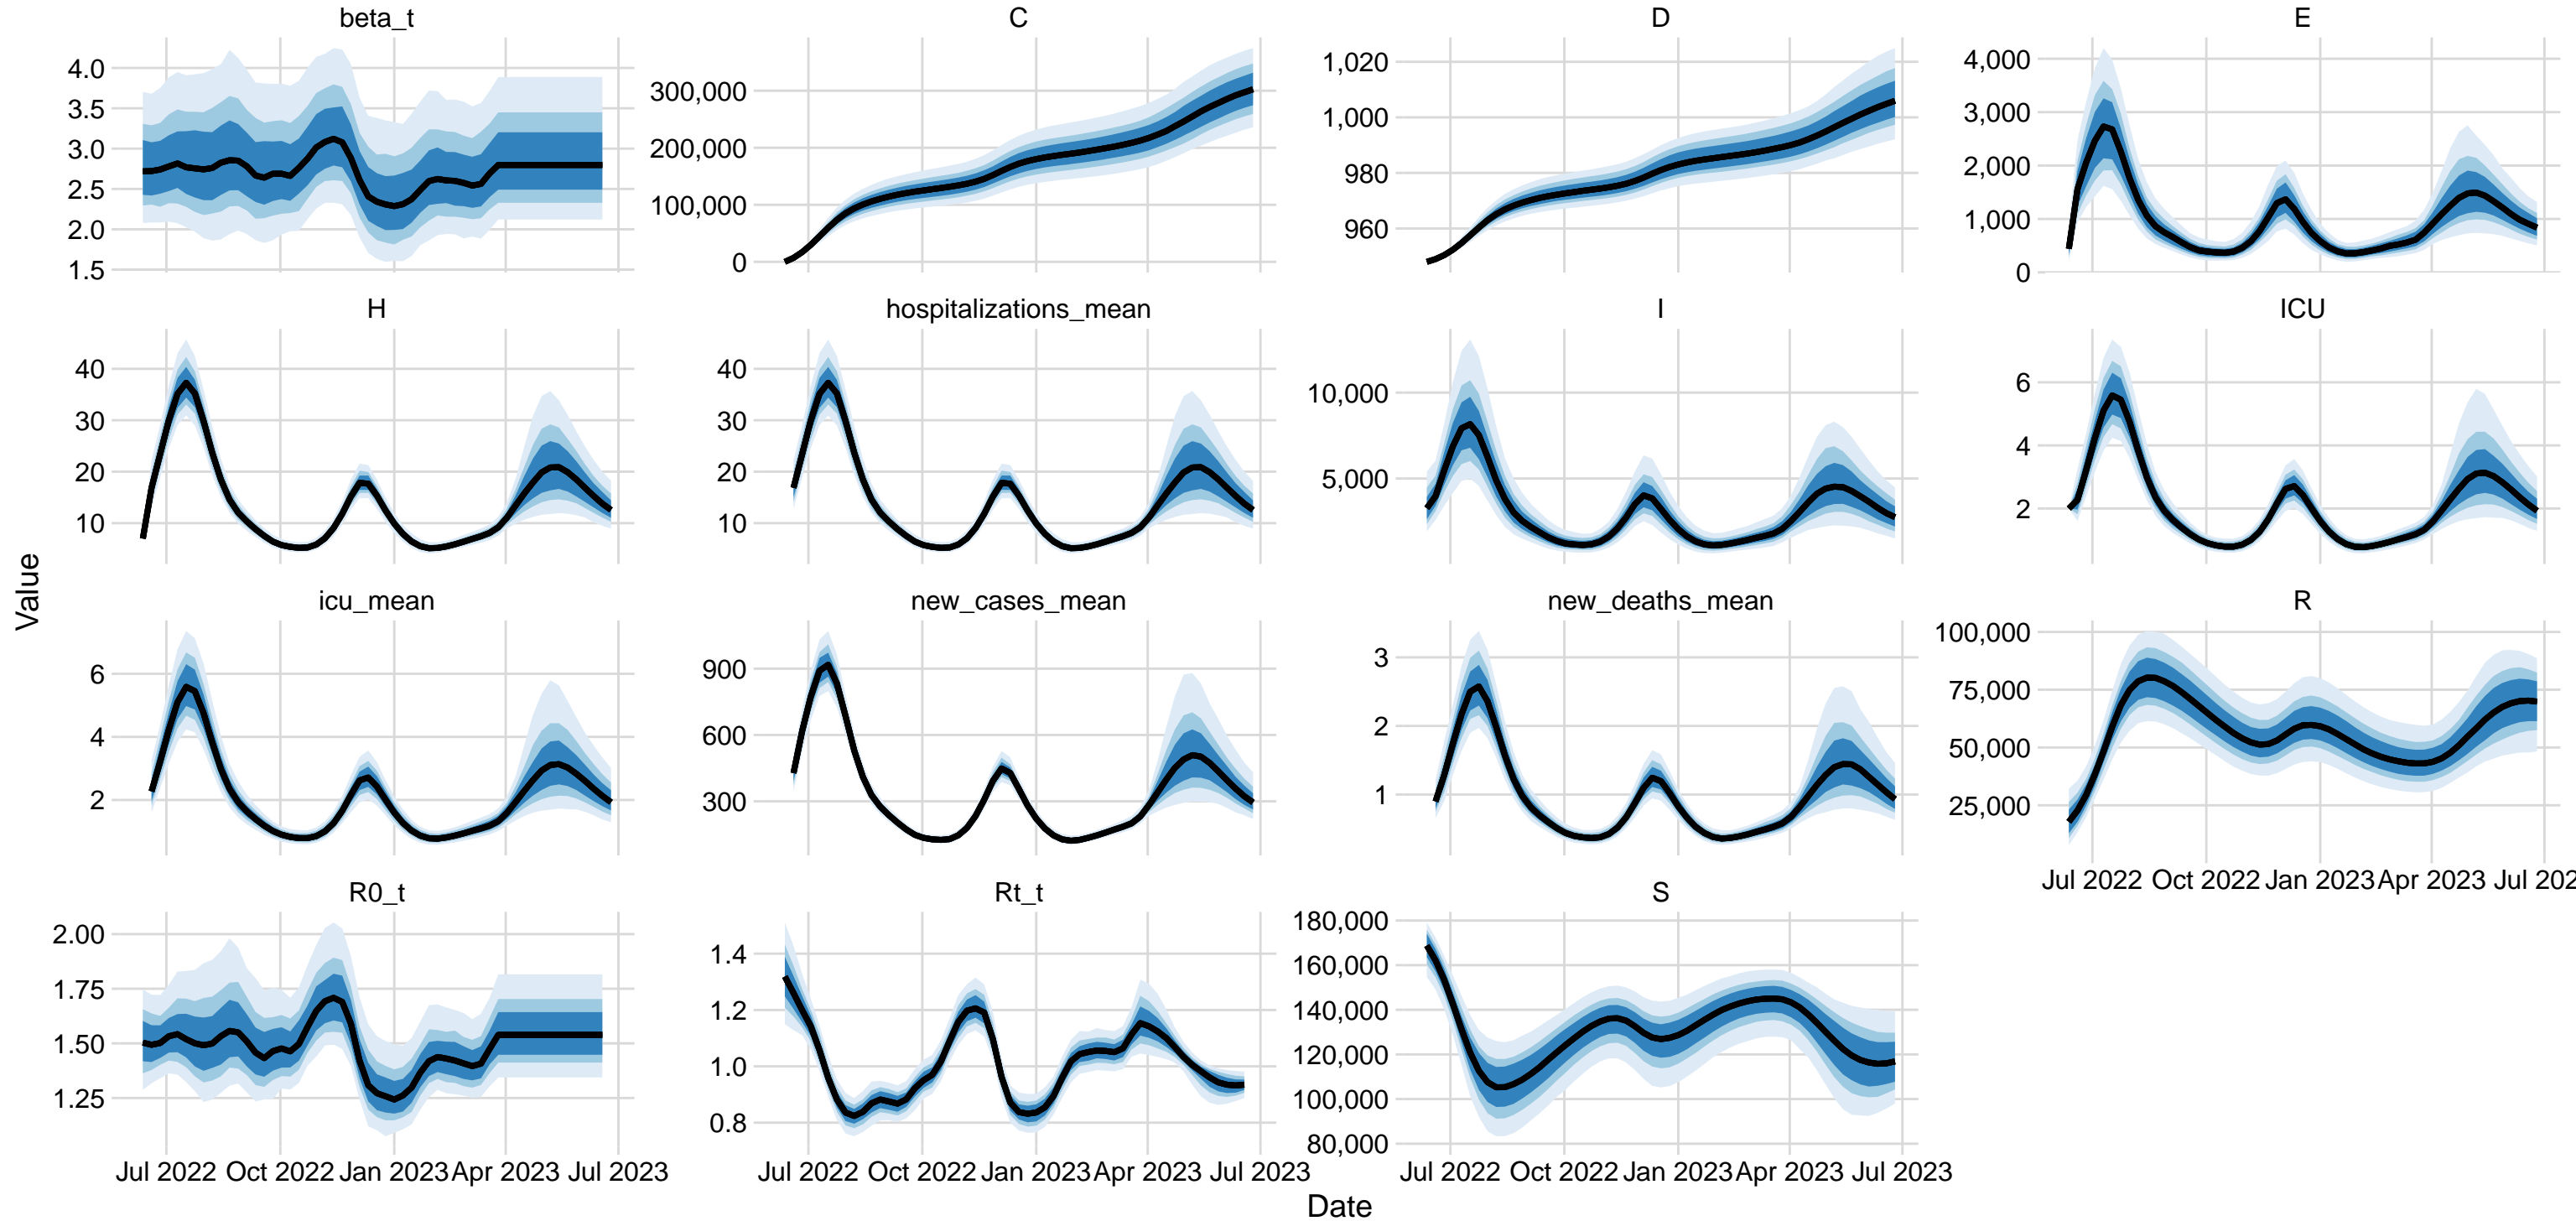 beta_t
C
D
E
4.0
3.5
3.0
2.5
2.0
1.5
300,000
200,000
100,000
0
1,020
1,000
980
960
4,000
3,000
2,000
1,000
0
H
hospitalizations_mean
I
ICU
40
30
20
10
40
30
20
10
10,000
5,000
6
4
2
Value
icu_mean
new_cases_mean
new_deaths_mean
R
6
4
2
900
600
300
3
2
1
100,000
75,000
50,000
25,000
Jul 2022 Oct 2022 Jan 2023 Apr 2023 Jul 202
R0_t
Rt_t
S
2.00
1.75
1.50
1.25
1.4
1.2
1.0
0.8
180,000
160,000
140,000
120,000
100,000
80,000
Jul 2022 Oct 2022 Jan 2023 Apr 2023 Jul 2023
Jul 2022 Oct 2022 Jan 2023 Apr 2023 Jul 2023
Jul 2022 Oct 2022 Jan 2023 Apr 2023 Jul 2023
Date